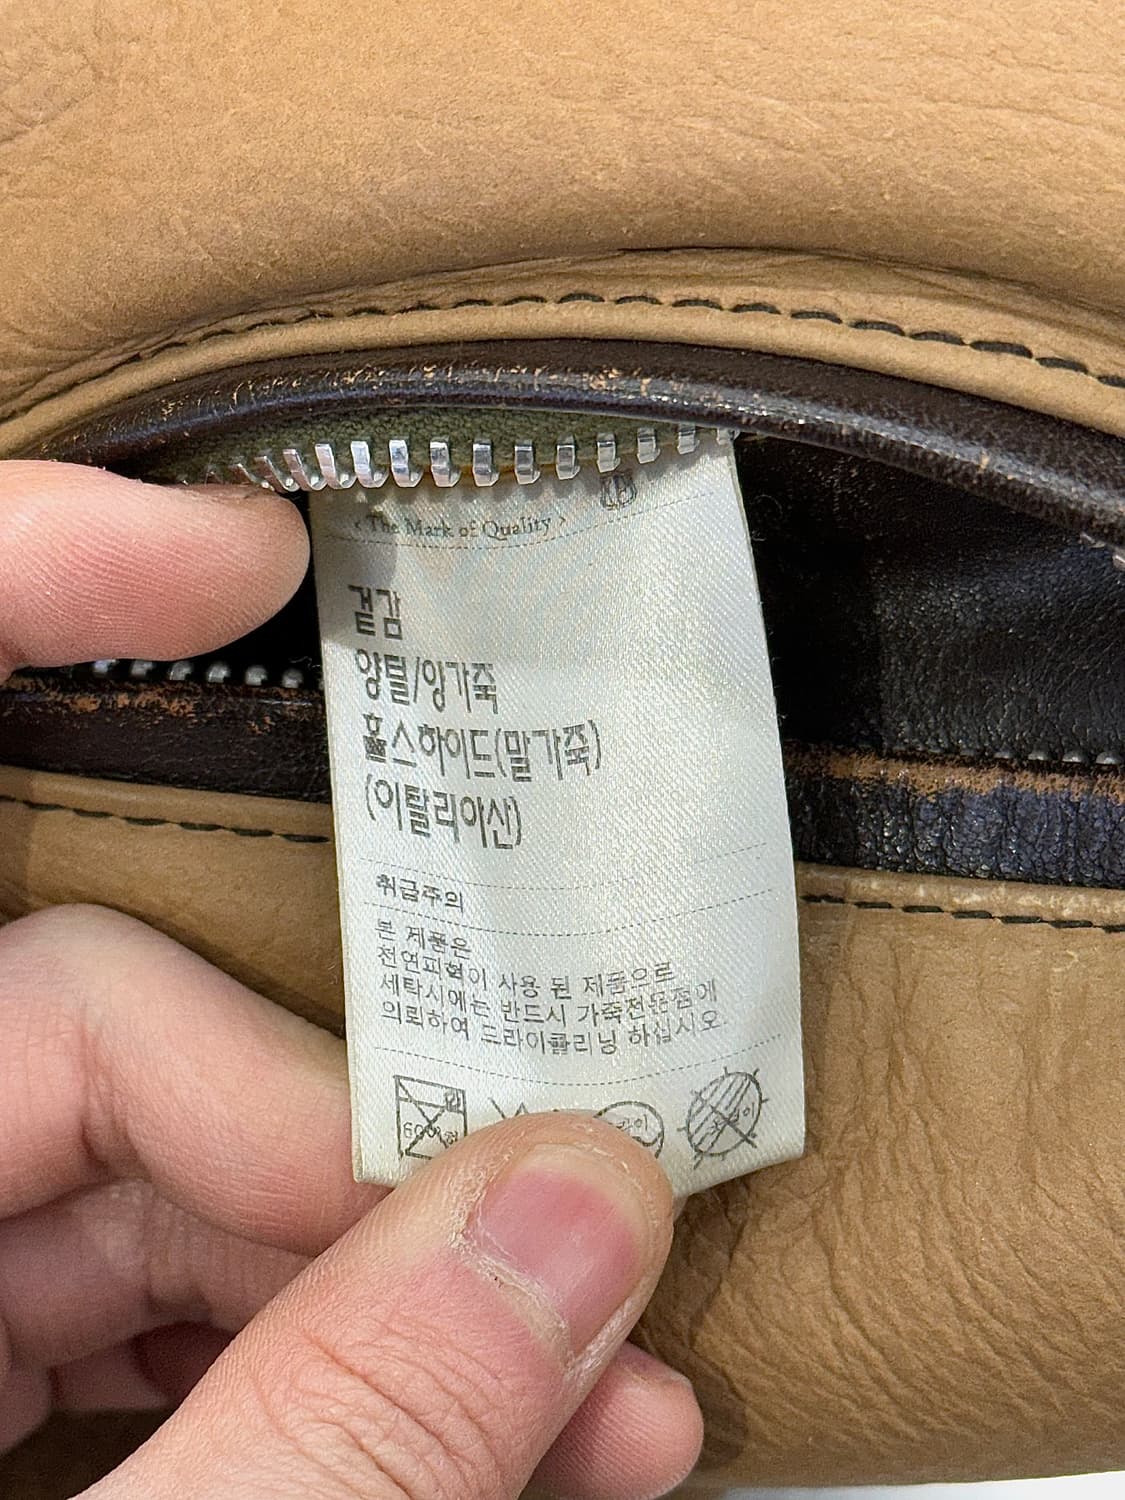 ‹ The Mark of Quality ›
겉감
양털/양가죽
홀스하이드(말가죽)
(이탈리아산)
취급주의
본 제품은
천연피혁이 사용 된 제품으로
세탁시에는 반드시 가죽전문점에
의뢰하여 드라이클리닝 하십시오.